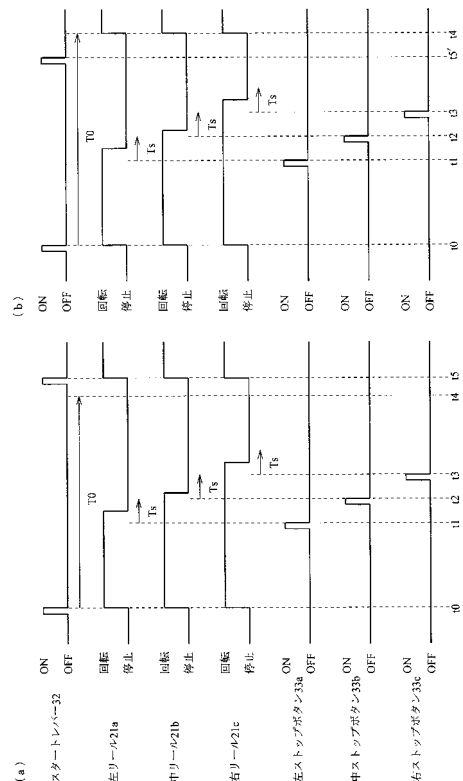 (a)
スタートレバー32
ON
OFF
T0
左リール21a
回転
停止
Ts
中リール21b
回転
停止
Ts
右リール21c
回転
停止
Ts
左ストップボタン33a
ON
OFF
中ストップボタン33b
ON
OFF
右ストップボタン33c
ON
OFF
t0
t1
t2
t3
t4
t5
(b)
ON
OFF
T0
回転
停止
Ts
回転
停止
Ts
回転
停止
Ts
ON
OFF
ON
OFF
ON
OFF
t0
t1
t2
t3
t5'
t4